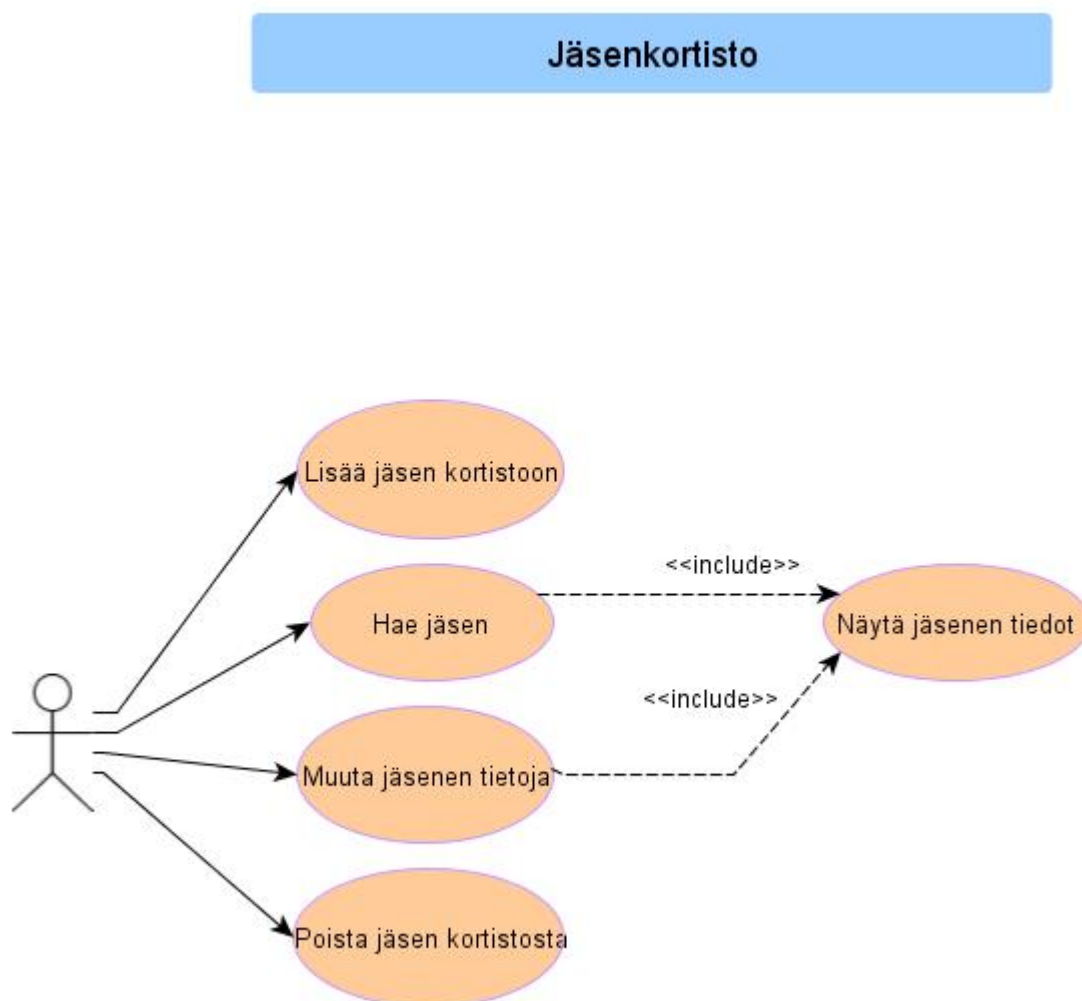 Jäsenkortisto
Lisää jäsen kortistoon
<<include>>
Hae jäsen
Näytä jäsenen tiedot
<<include>>
Muuta jäsenen tietoja
Poista jäsen kortistosta